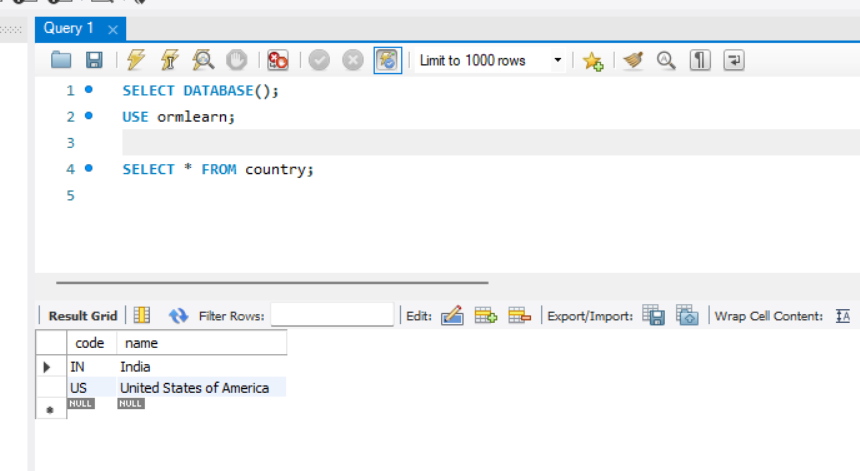 Query 1
Limit to 1000 rows
1 SELECT DATABASE();
2 USE ormlearn;
3
4 SELECT * FROM country;
5
Result Grid Filter Rows: Edit: Export/Import: Wrap Cell Content: IA
code name
IN India
US United States of America
NULL NULL